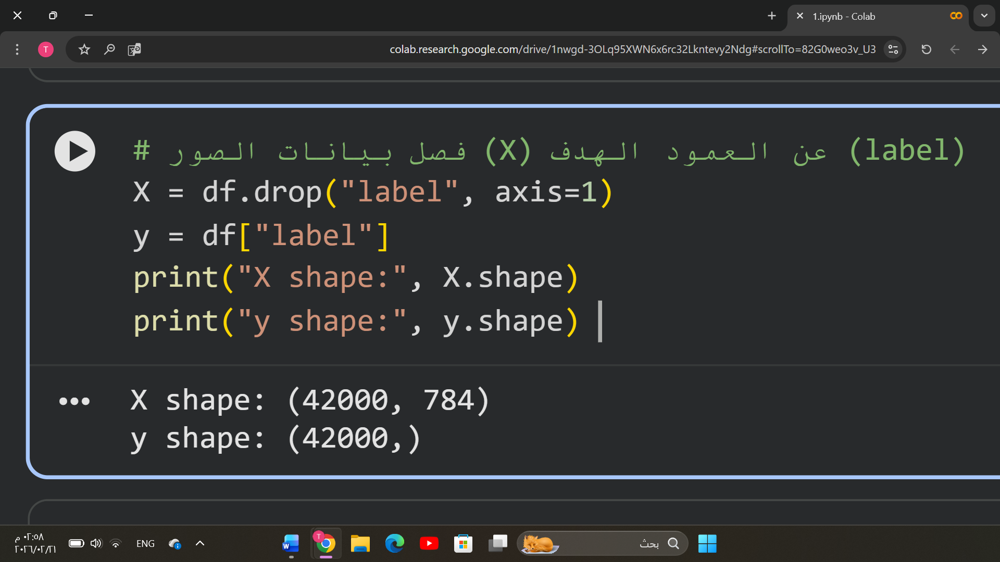 1.ipynb - Colab
T
colab.research.google.com/drive/1nwgd-3OLq95XWN6x6rc32Lkntevy2Ndg#scrollTo=82G0weo3v_U3
# فصل بيانات الصور (X) عن العمود الهدف (label)
X = df.drop("label", axis=1)
y = df["label"]
print("X shape:", X.shape)
print("y shape:", y.shape)
X shape: (42000, 784)
y shape: (42000,)
٠٢:٥٨ م
٢٠٢٦/٠٢/٢١
ENG
بحث